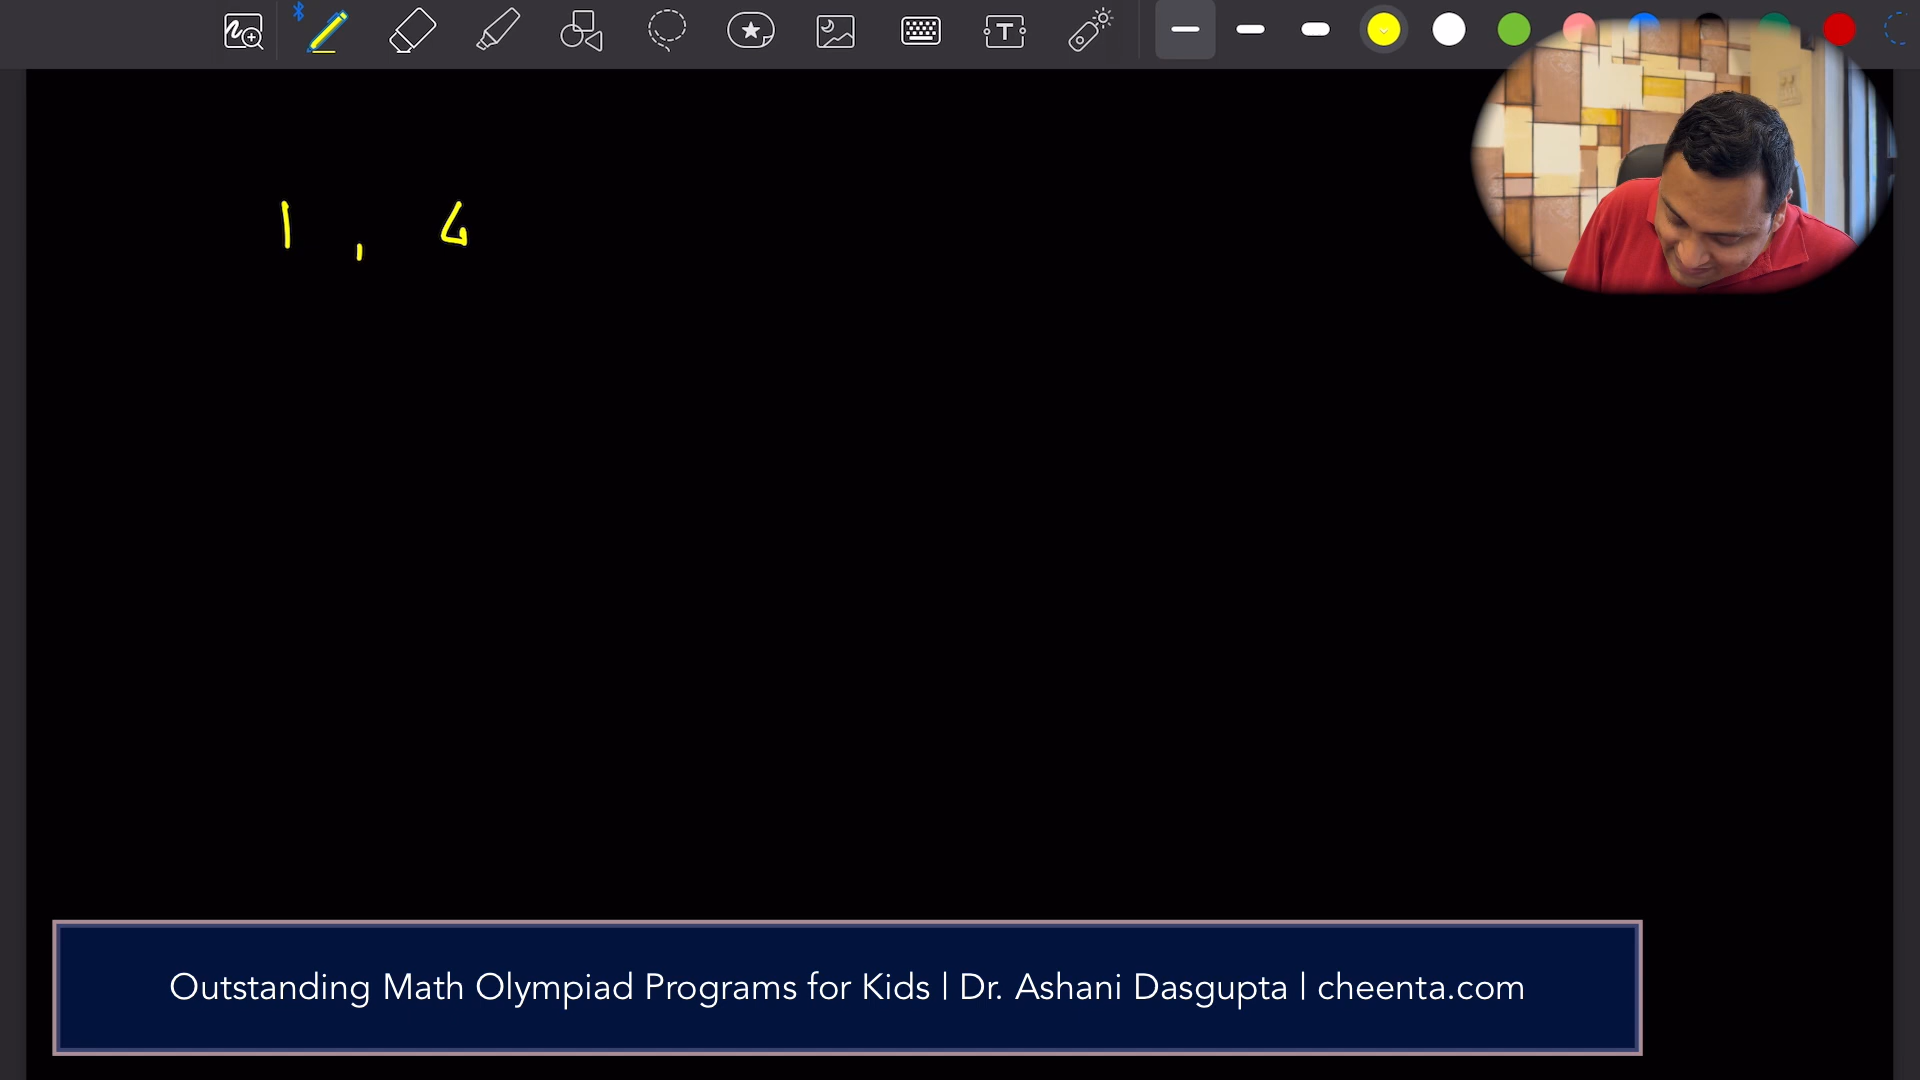 1 , 4
Outstanding Math Olympiad Programs for Kids | Dr. Ashani Dasgupta | cheenta.com